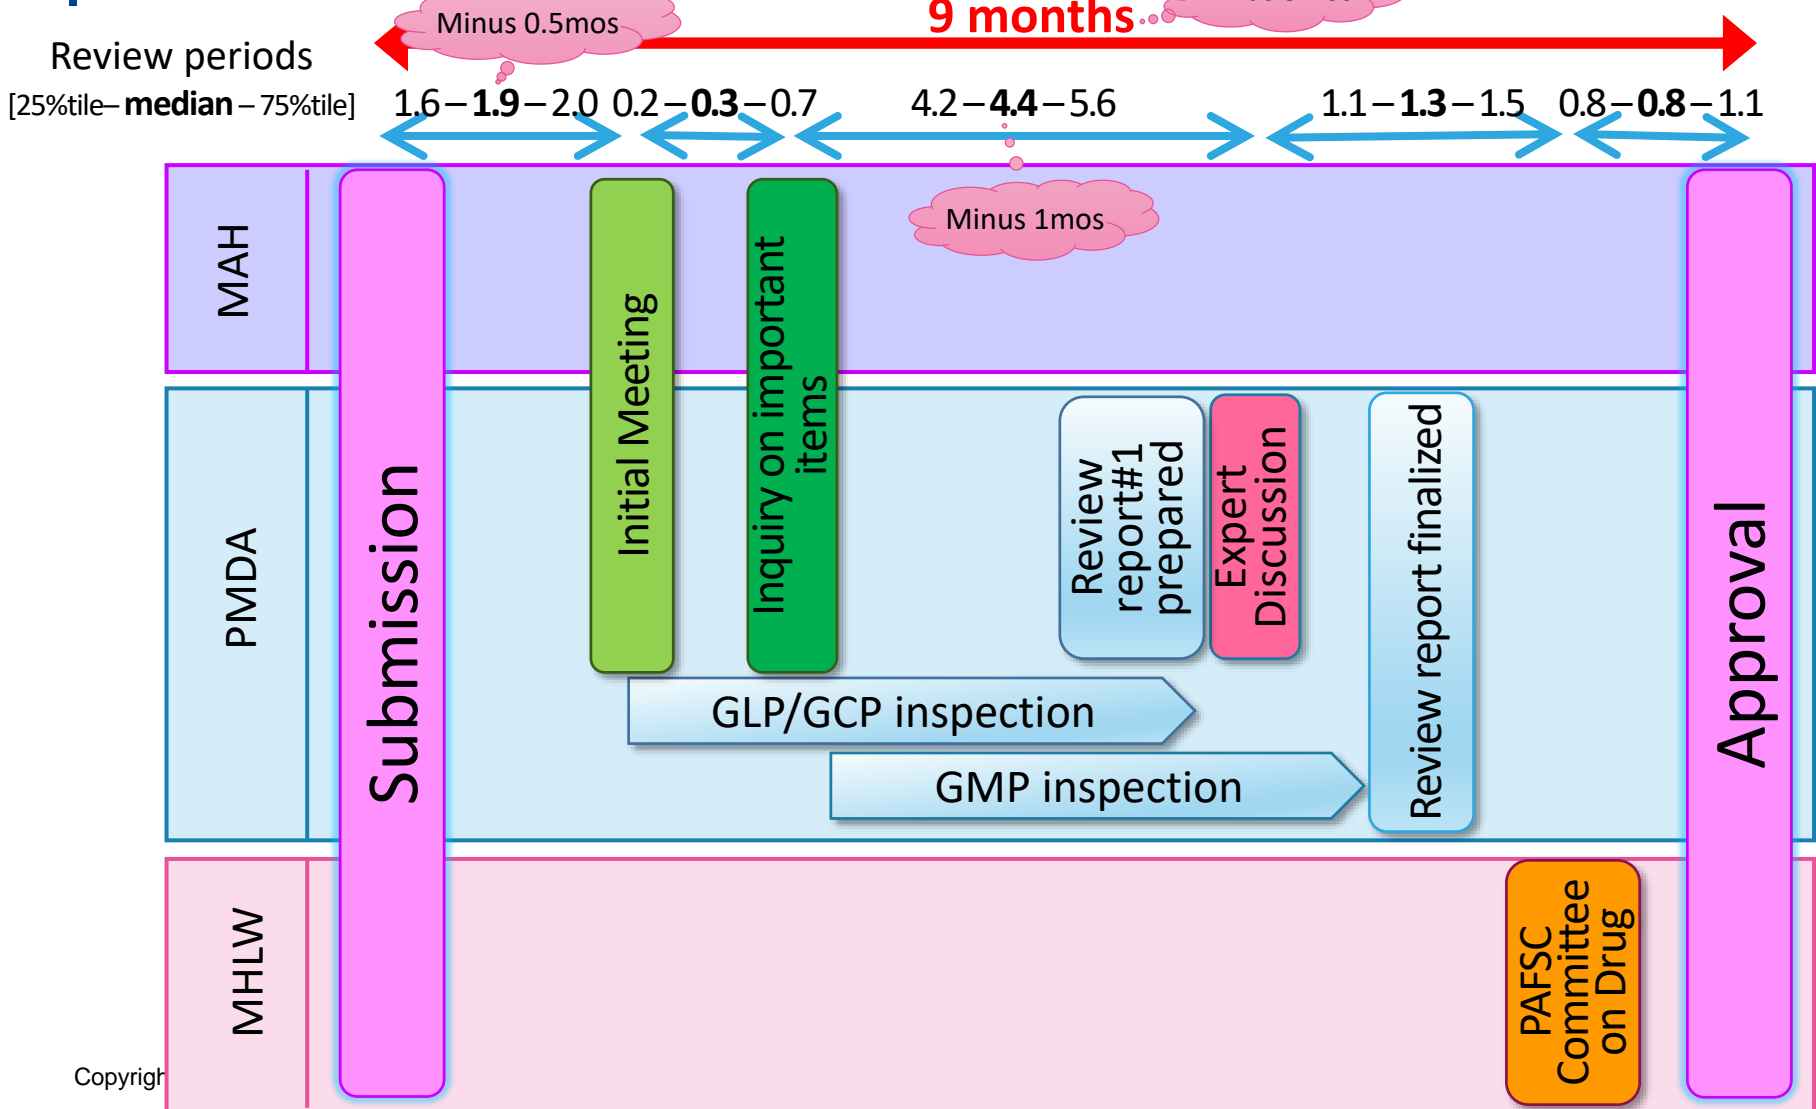 Minus 0.5mos
9 months
Review periods
[25%tile– median – 75%tile]
1.6 – 1.9 – 2.0
0.2 – 0.3 – 0.7
4.2 – 4.4 – 5.6
1.1 – 1.3 – 1.5
0.8 – 0.8 – 1.1
Minus 1mos
MAH
PMDA
MHLW
Submission
Initial Meeting
Inquiry on important
items
Review
report#1
prepared
Expert
Discussion
Review report finalized
GLP/GCP inspection
GMP inspection
PAFSC
Committee
on Drug
Approval